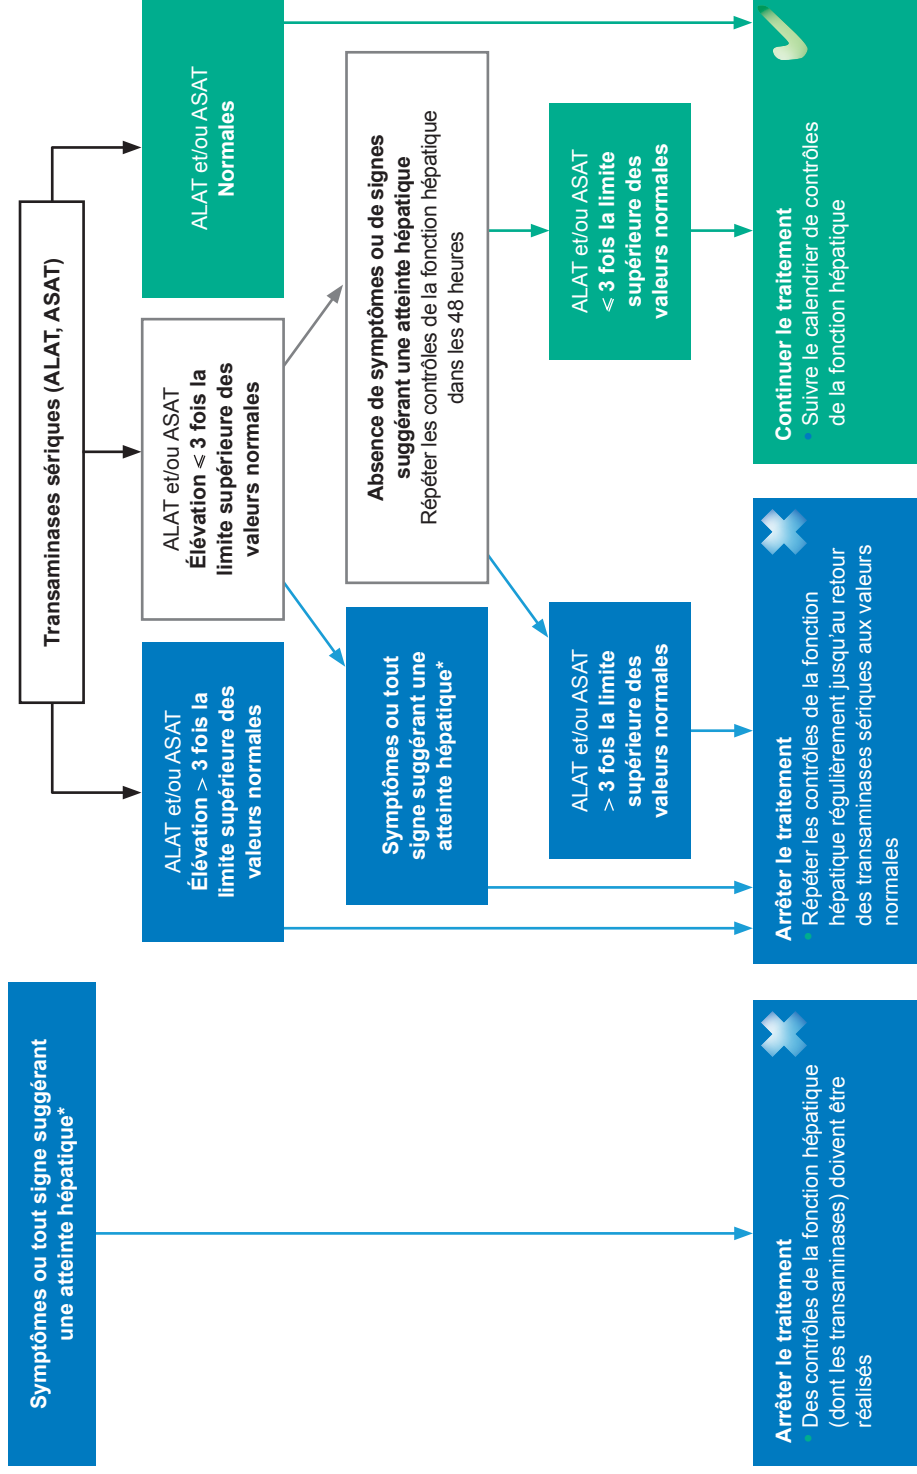 Symptômes ou tout signe suggérant
une atteinte hépatique*
Transaminases sériques (ALAT, ASAT)
ALAT et/ou ASAT
Élévation > 3 fois la
limite supérieure des
valeurs normales
ALAT et/ou ASAT
Élévation ⩽ 3 fois la
limite supérieure des
valeurs normales
ALAT et/ou ASAT
Normales
Symptômes ou tout
signe suggérant une
atteinte hépatique*
Absence de symptômes ou de signes
suggérant une atteinte hépatique
Répéter les contrôles de la fonction hépatique
dans les 48 heures
ALAT et/ou ASAT
> 3 fois la limite
supérieure des
valeurs normales
ALAT et/ou ASAT
⩽ 3 fois la limite
supérieure des
valeurs normales
Arrêter le traitement
• Des contrôles de la fonction hépatique
(dont les transaminases) doivent être
réalisés
Arrêter le traitement
• Répéter les contrôles de la fonction
hépatique régulièrement jusqu'au retour
des transaminases sériques aux valeurs
normales
Continuer le traitement
• Suivre le calendrier de contrôles
de la fonction hépatique